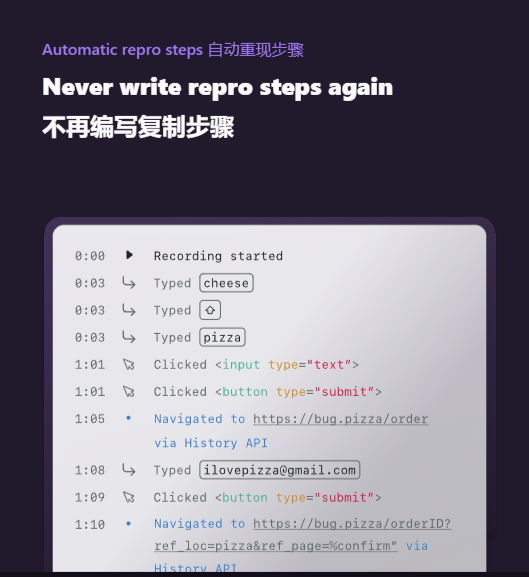 Automatic repro steps 自动重现步骤
Never write repro steps again
不再编写复制步骤
0:00 Recording started
0:03 Typed cheese
0:03 Typed ⇧
0:03 Typed pizza
1:01 Clicked <input type="text">
1:01 Clicked <button type="submit">
1:05 Navigated to https://bug.pizza/order
via History API
1:08 Typed ilovepizza@gmail.com
1:09 Clicked <button type="submit">
1:10 Navigated to https://bug.pizza/orderID?
ref_loc=pizza&ref_page=%confirm” via
History API